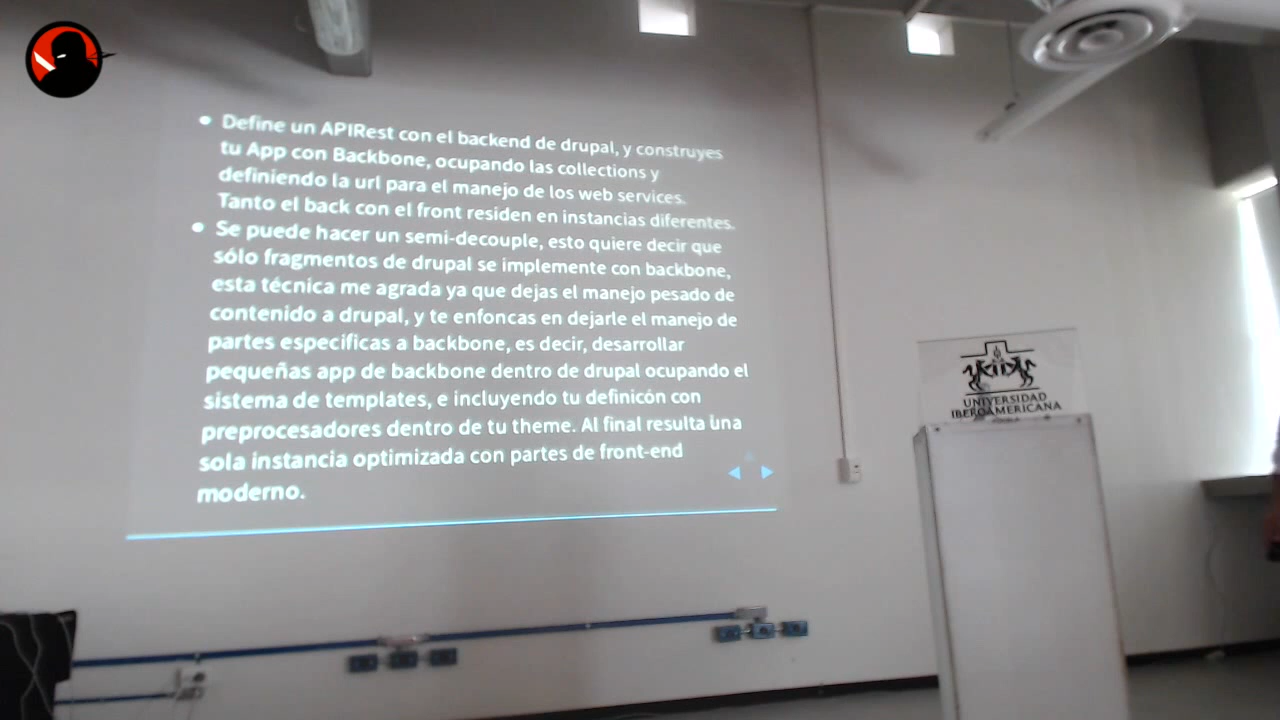 • Define un APIRest con el backend de drupal, y construyes
tu App con Backbone, ocupando las collections y
definiendo la url para el manejo de los web services.
Tanto el back con el front residen en instancias diferentes.
• Se puede hacer un semi-decouple, esto quiere decir que
sólo fragmentos de drupal se implemente con backbone,
esta técnica me agrada ya que dejas el manejo pesado de
contenido a drupal, y te enfoncas en dejarle el manejo de
partes especificas a backbone, es decir, desarrollar
pequeñas app de backbone dentro de drupal ocupando el
sistema de templates, e incluyendo tu definicón con
preprocesadores dentro de tu theme. Al final resulta una
sola instancia optimizada con partes de front-end
moderno.
UNIVERSIDAD
IBEROAMERICANA